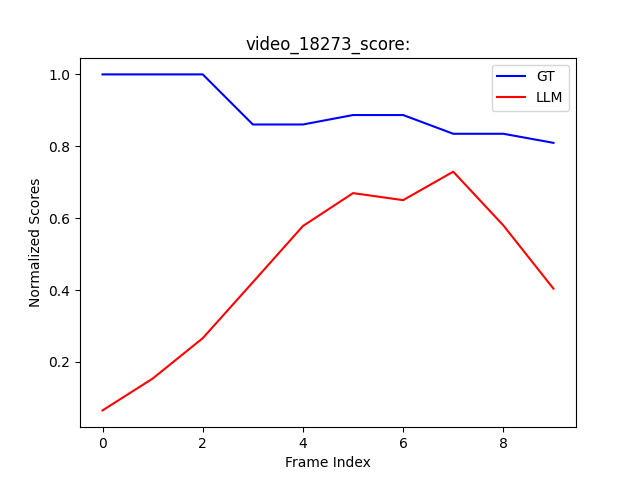 video_18273_score:
GT
LLM
1.0
0.8
0.6
0.4
0.2
Normalized Scores
0 2 4 6 8
Frame Index